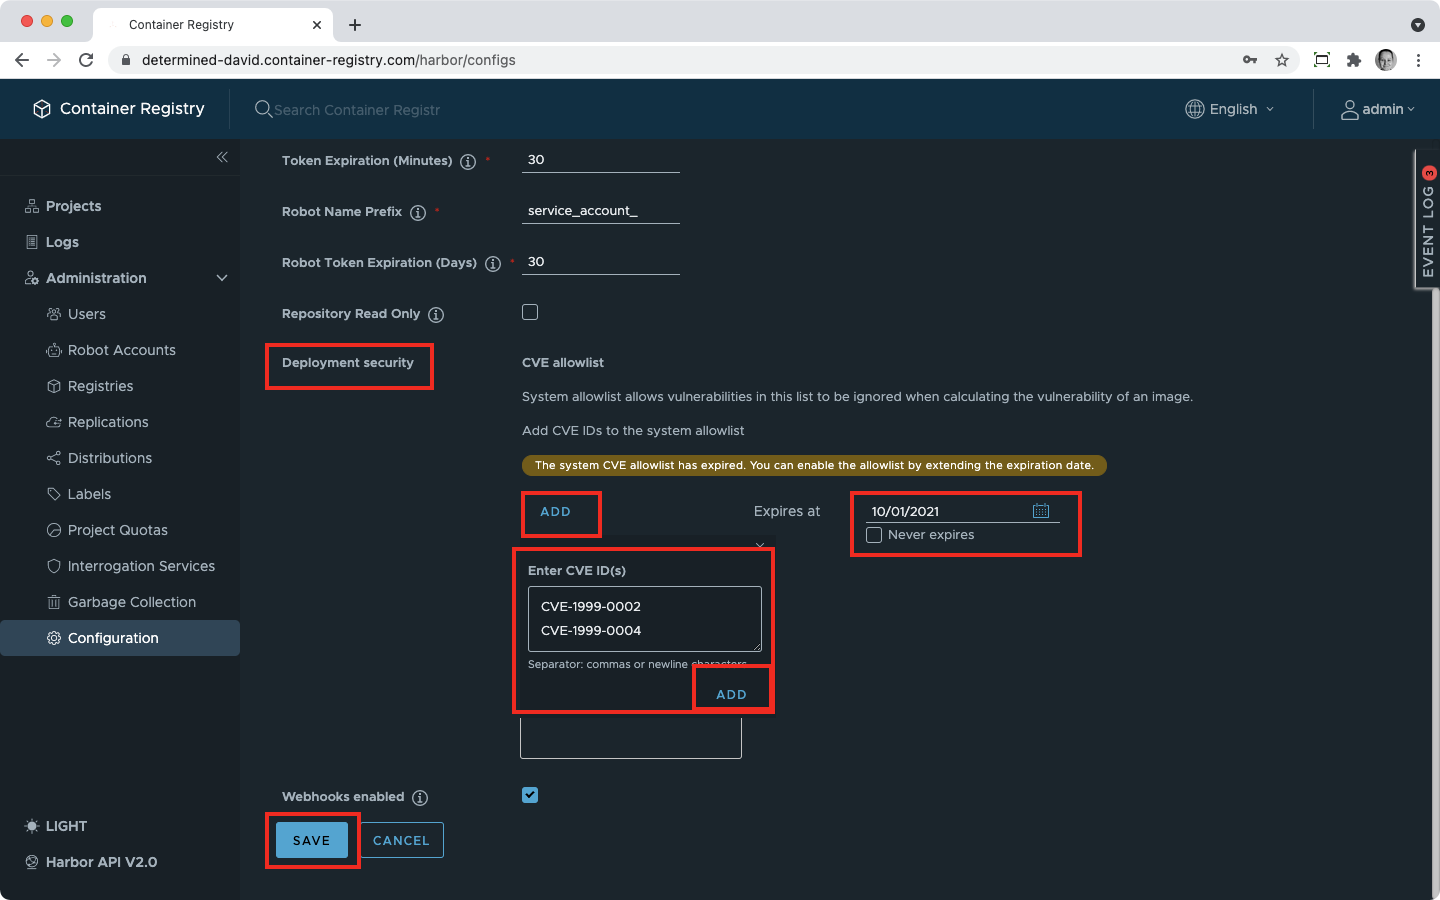 Container Registry
determined-david.container-registry.com/harbor/configs
Container Registry
Search Container Registr
English
admin
Projects
Logs
Administration
Users
Robot Accounts
Registries
Replications
Distributions
Labels
Project Quotas
Interrogation Services
Garbage Collection
Configuration
LIGHT
Harbor API V2.0
Token Expiration (Minutes) *
30
Robot Name Prefix *
service_account_
Robot Token Expiration (Days) *
30
Repository Read Only
Deployment security
CVE allowlist
System allowlist allows vulnerabilities in this list to be ignored when calculating the vulnerability of an image.
Add CVE IDs to the system allowlist
The system CVE allowlist has expired. You can enable the allowlist by extending the expiration date.
ADD
Expires at
10/01/2021
Never expires
Enter CVE ID(s)
CVE-1999-0002
CVE-1999-0004
Separator: commas or newline characters
ADD
Webhooks enabled
SAVE
CANCEL
EVENT LOG 3